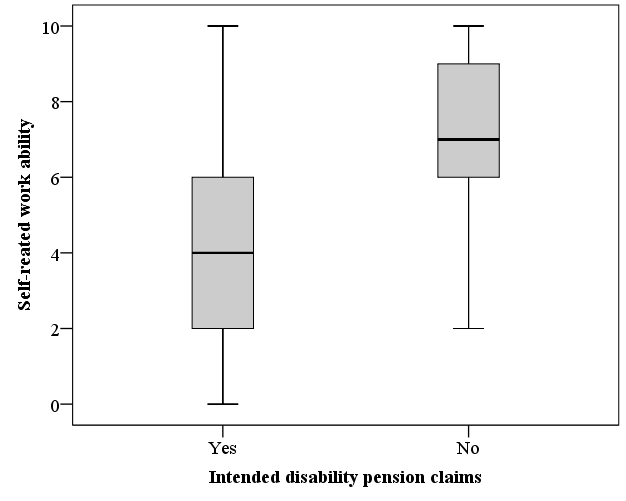 10
8
6
4
2
0
Self-reated work ability
Yes
No
Intended disability pension claims